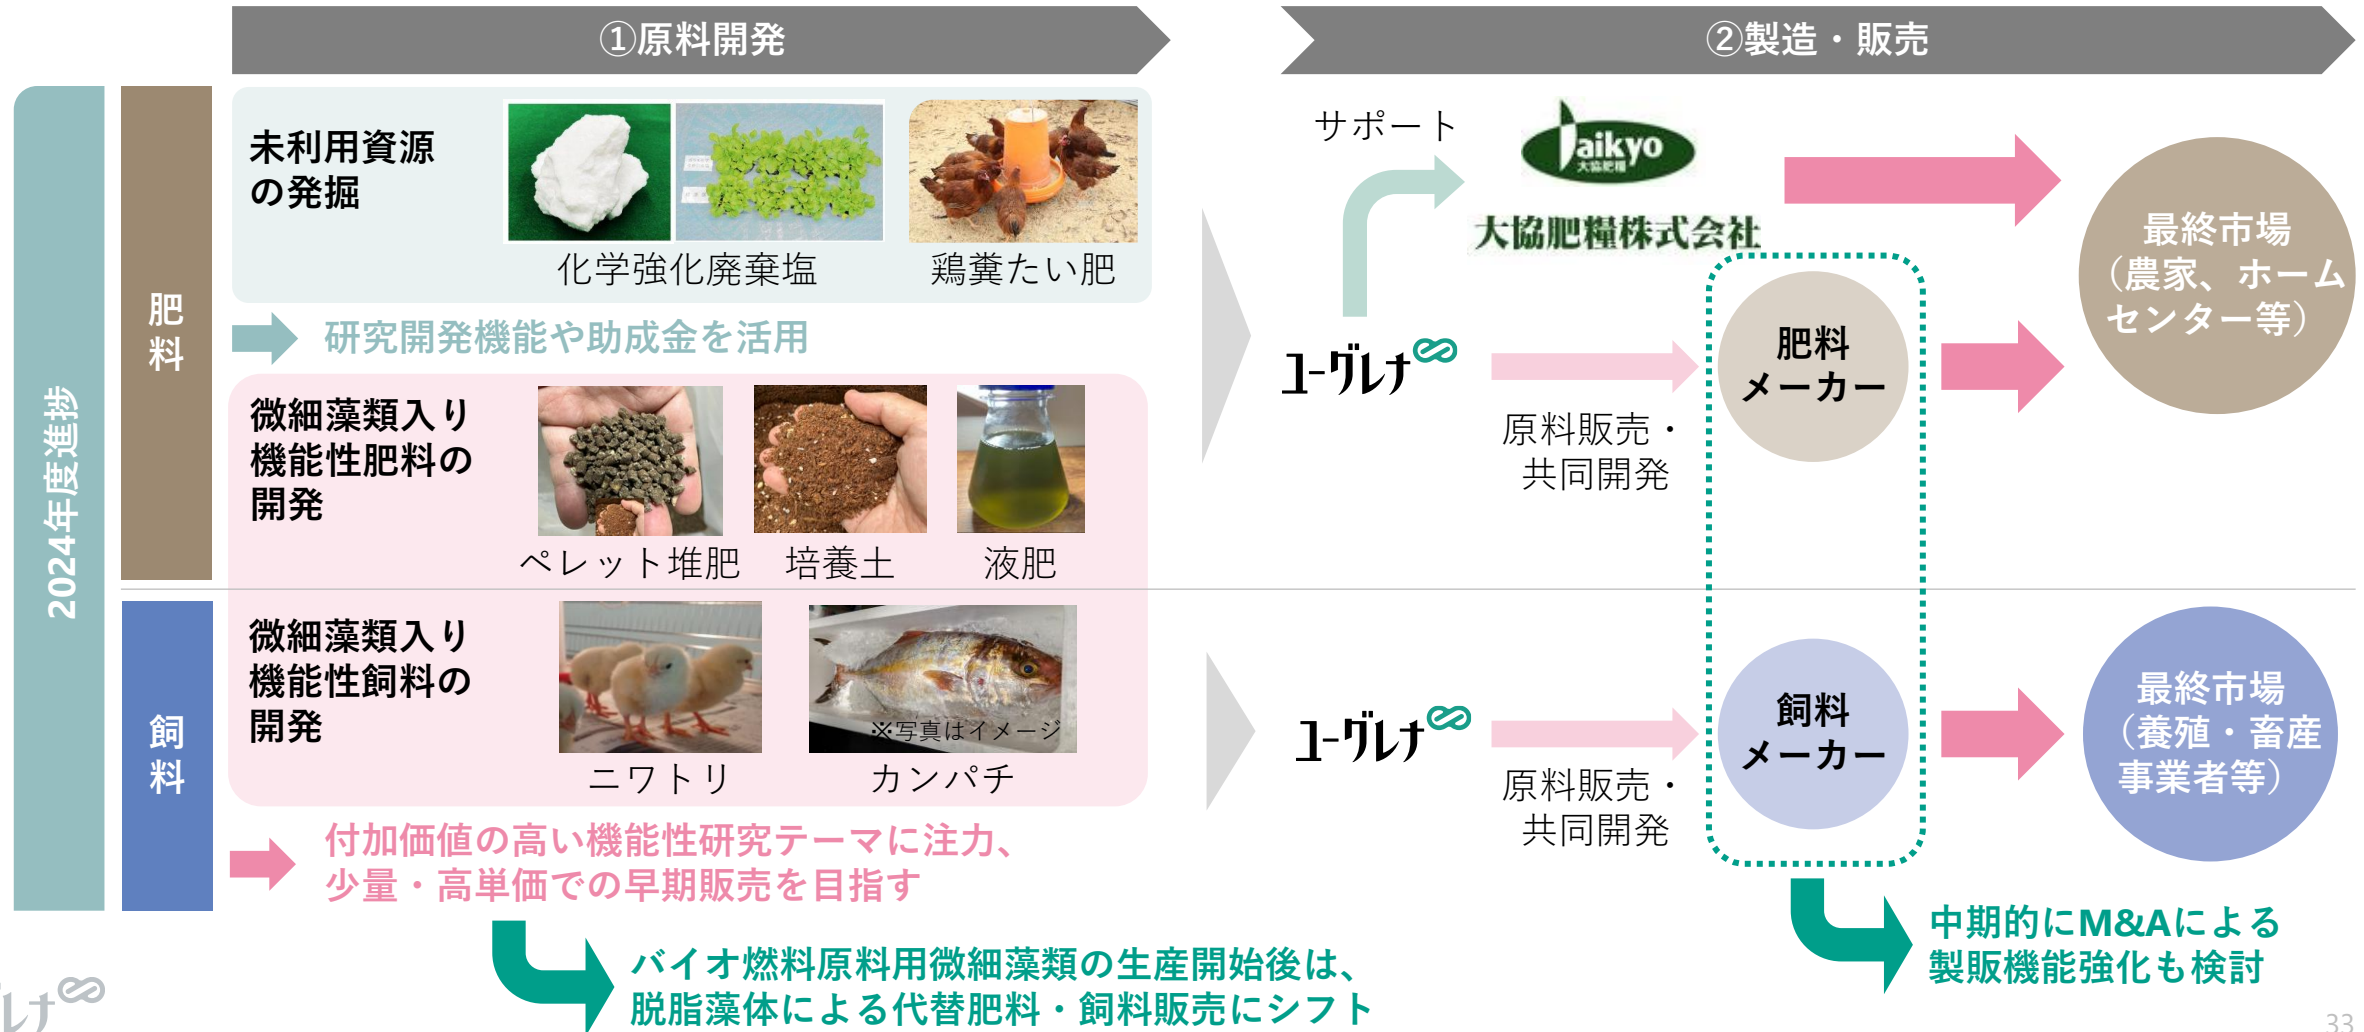 ①原料開発
②製造・販売
2024年度進捗
肥料
未利用資源
の発掘
化学強化廃棄塩
鶏糞たい肥
研究開発機能や助成金を活用
微細藻類入り
機能性肥料の
開発
ペレット堆肥
培養土
液肥
サポート
Daikyo
大協肥糧
大協肥糧株式会社
ユーグレナ
原料販売・
共同開発
肥料
メーカー
最終市場
（農家、ホーム
センター等）
飼料
微細藻類入り
機能性飼料の
開発
※写真はイメージ
ニワトリ
カンパチ
ユーグレナ
原料販売・
共同開発
飼料
メーカー
最終市場
（養殖・畜産
事業者等）
付加価値の高い機能性研究テーマに注力、
少量・高単価での早期販売を目指す
バイオ燃料原料用微細藻類の生産開始後は、
脱脂藻体による代替肥料・飼料販売にシフト
中期的にM&Aによる
製販機能強化も検討
レナ
33